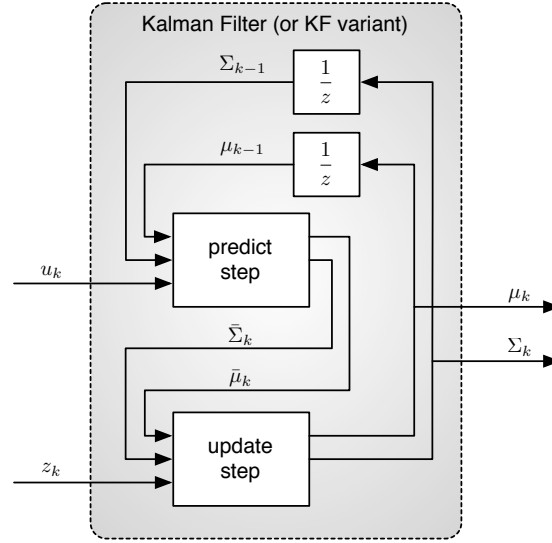 Kalman Filter (or KF variant)
Σ_{k−1}
1/z
μ_{k−1}
1/z
predict
step
u_k
μ_k
Σ̄_k
Σ_k
μ̄_k
update
step
z_k